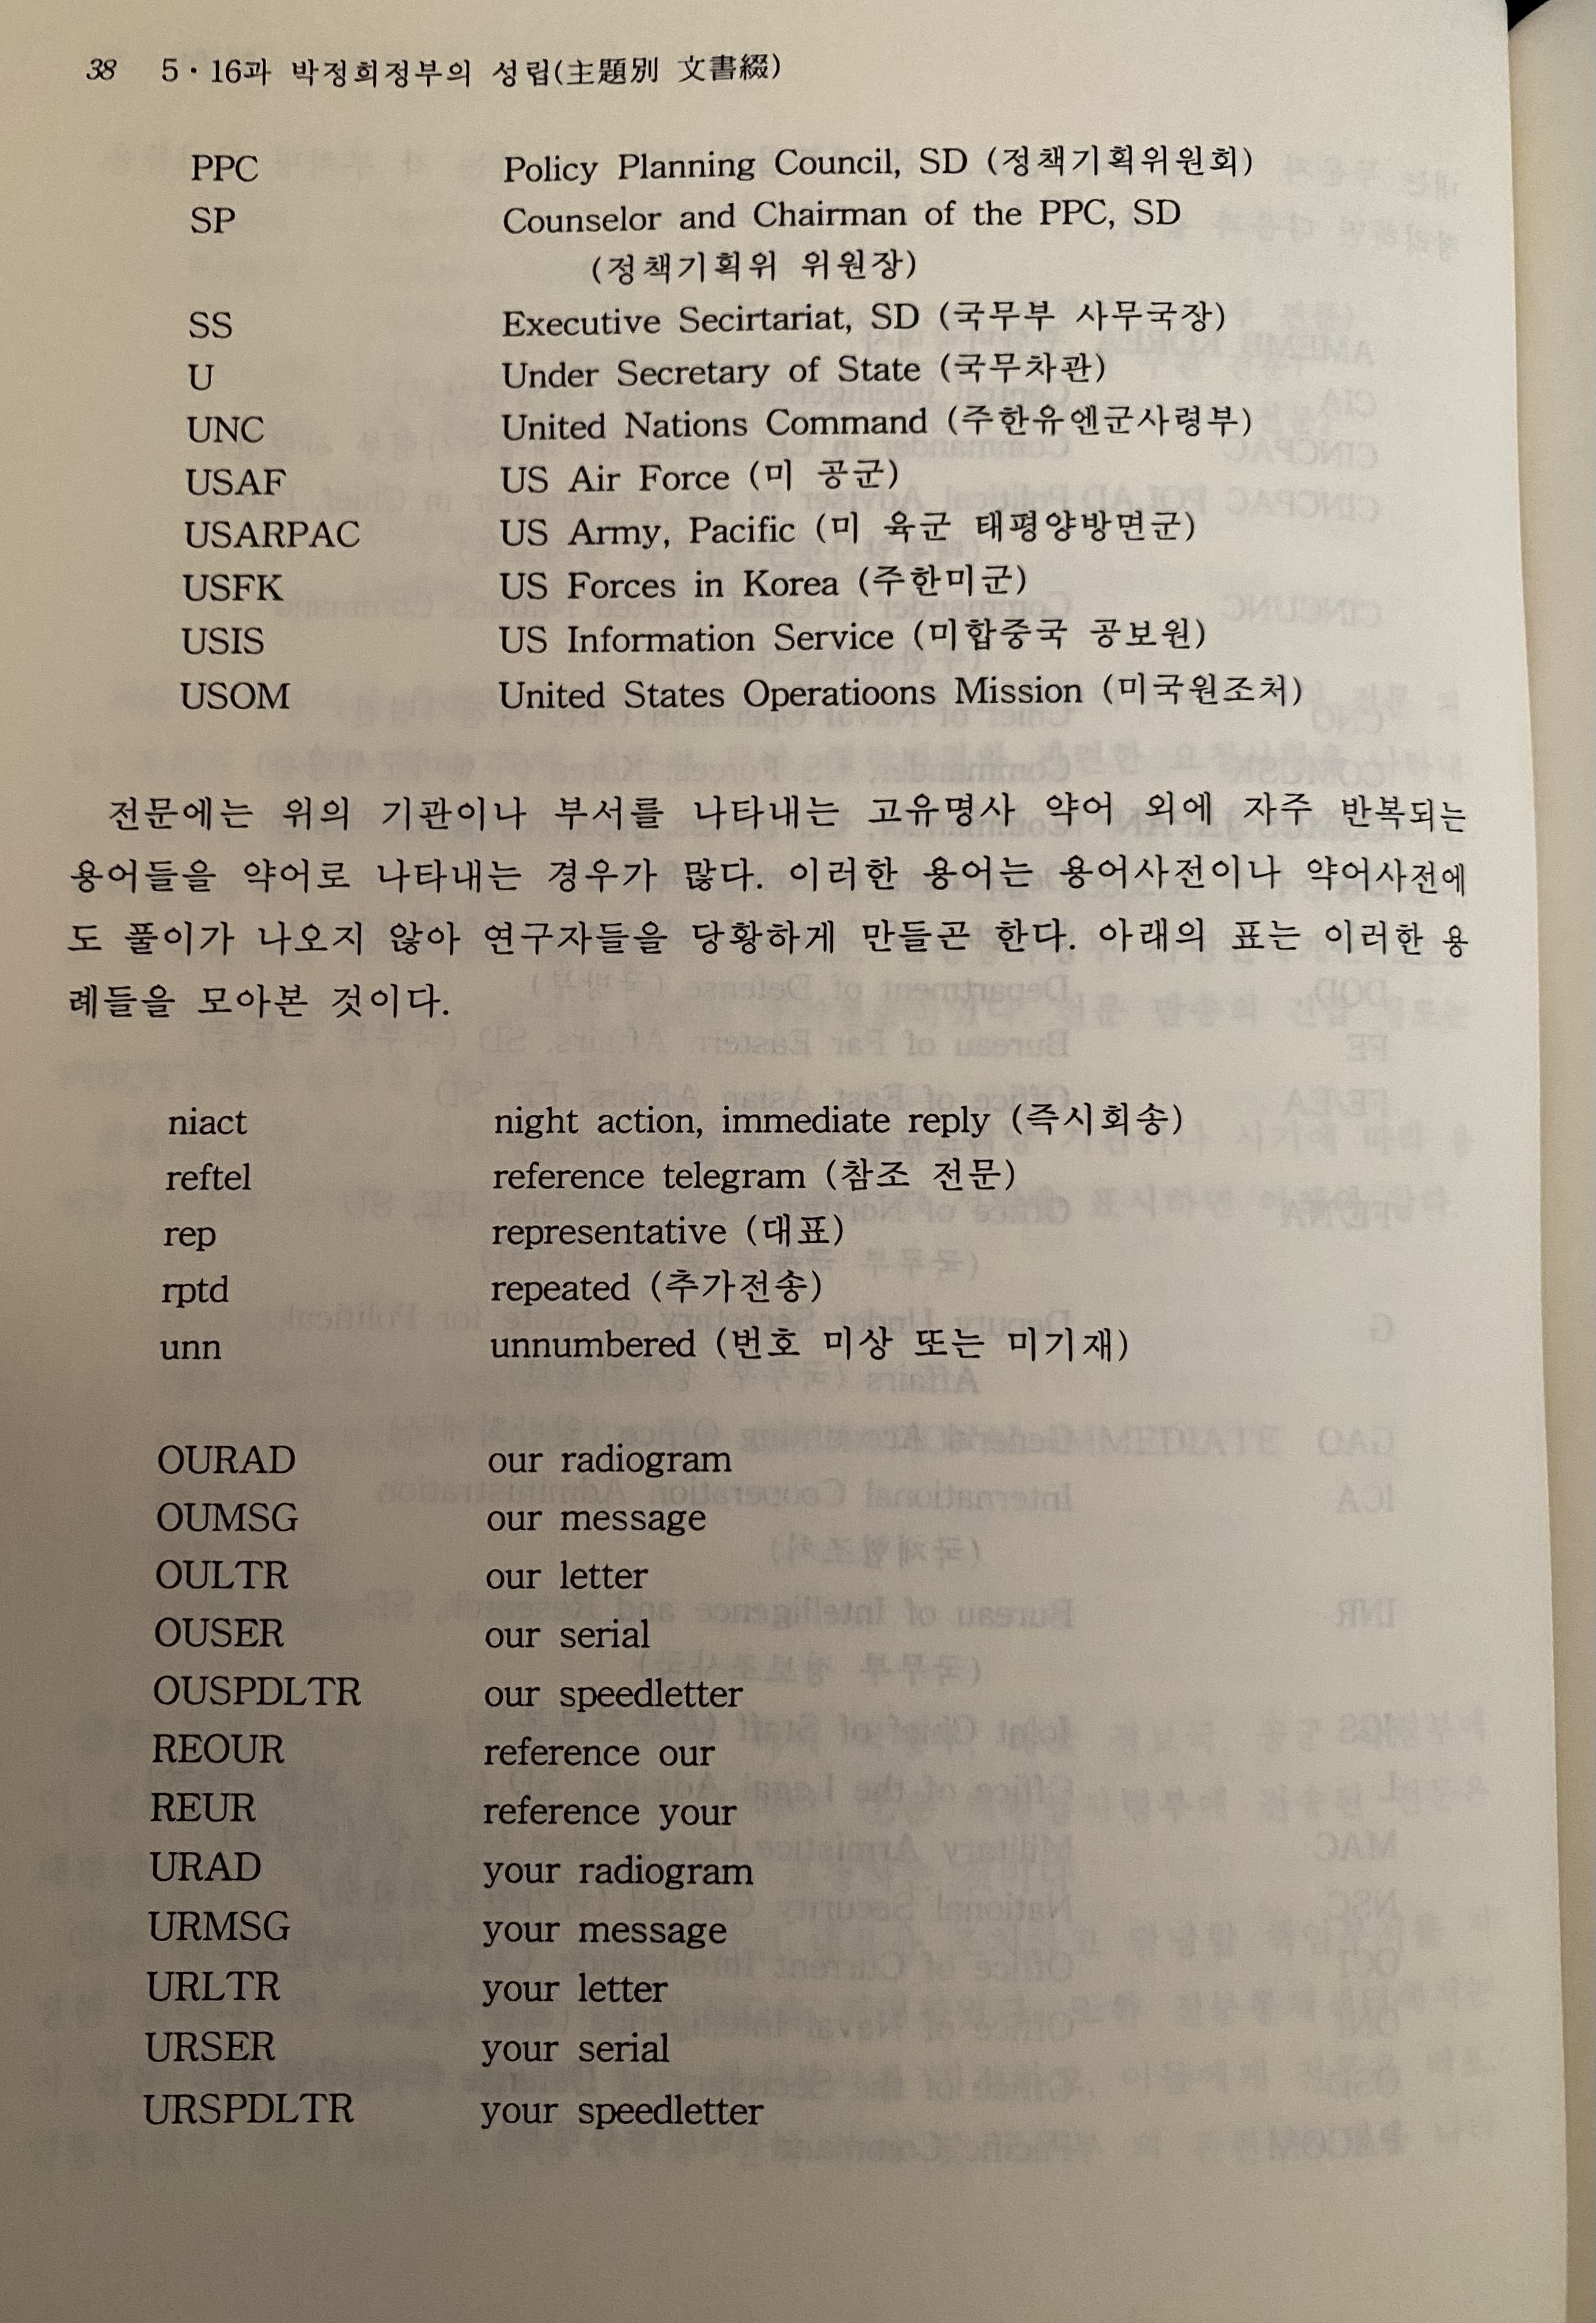 38 5·16과 박정희정부의 성립(主題別 文書綴)
PPC Policy Planning Council, SD (정책기획위원회)
SP Counselor and Chairman of the PPC, SD
(정책기획위 위원장)
SS Executive Secirtariat, SD (국무부 사무국장)
U Under Secretary of State (국무차관)
UNC United Nations Command (주한유엔군사령부)
USAF US Air Force (미 공군)
USARPAC US Army, Pacific (미 육군 태평양방면군)
USFK US Forces in Korea (주한미군)
USIS US Information Service (미합중국 공보원)
USOM United States Operatioons Mission (미국원조처)
전문에는 위의 기관이나 부서를 나타내는 고유명사 약어 외에 자주 반복되는
용어들을 약어로 나타내는 경우가 많다. 이러한 용어는 용어사전이나 약어사전에
도 풀이가 나오지 않아 연구자들을 당황하게 만들곤 한다. 아래의 표는 이러한 용
례들을 모아본 것이다.
niact night action, immediate reply (즉시회송)
reftel reference telegram (참조 전문)
rep representative (대표)
rptd repeated (추가전송)
unn unnumbered (번호 미상 또는 미기재)
OURAD our radiogram
OUMSG our message
OULTR our letter
OUSER our serial
OUSPDLTR our speedletter
REOUR reference our
REUR reference your
URAD your radiogram
URMSG your message
URLTR your letter
URSER your serial
URSPDLTR your speedletter